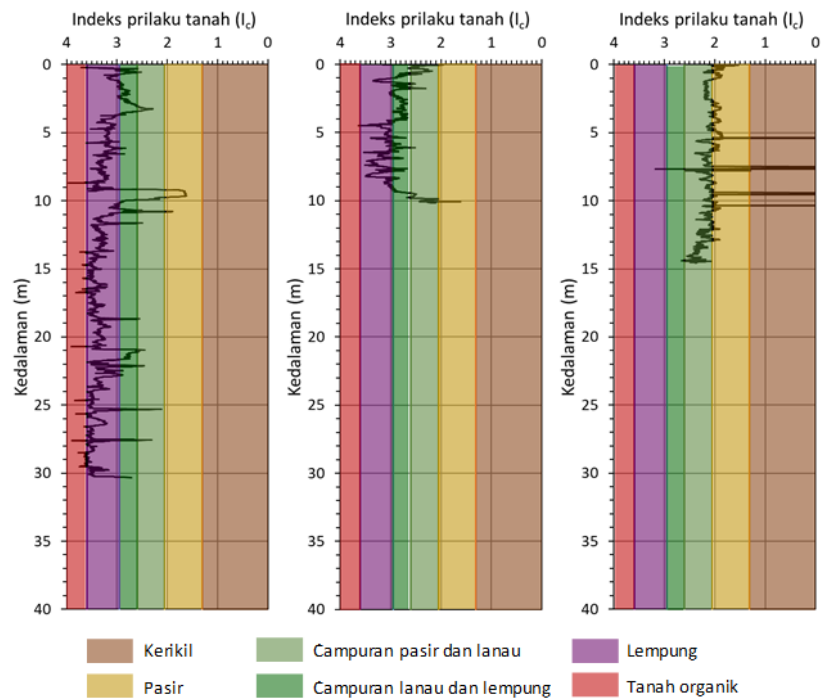 Indeks prilaku tanah (Ic) Indeks prilaku tanah (Ic) Indeks prilaku tanah (Ic)
4 3 2 1 0 4 3 2 1 0 4 3 2 1 0
0 0 0
5 5 5
10 10 10
15 15 15
20 20 20
25 25 25
30 30 30
35 35 35
40 40 40
Kedalaman (m) Kedalaman (m) Kedalaman (m)
Kerikil Campuran pasir dan lanau Lempung
Pasir Campuran lanau dan lempung Tanah organik